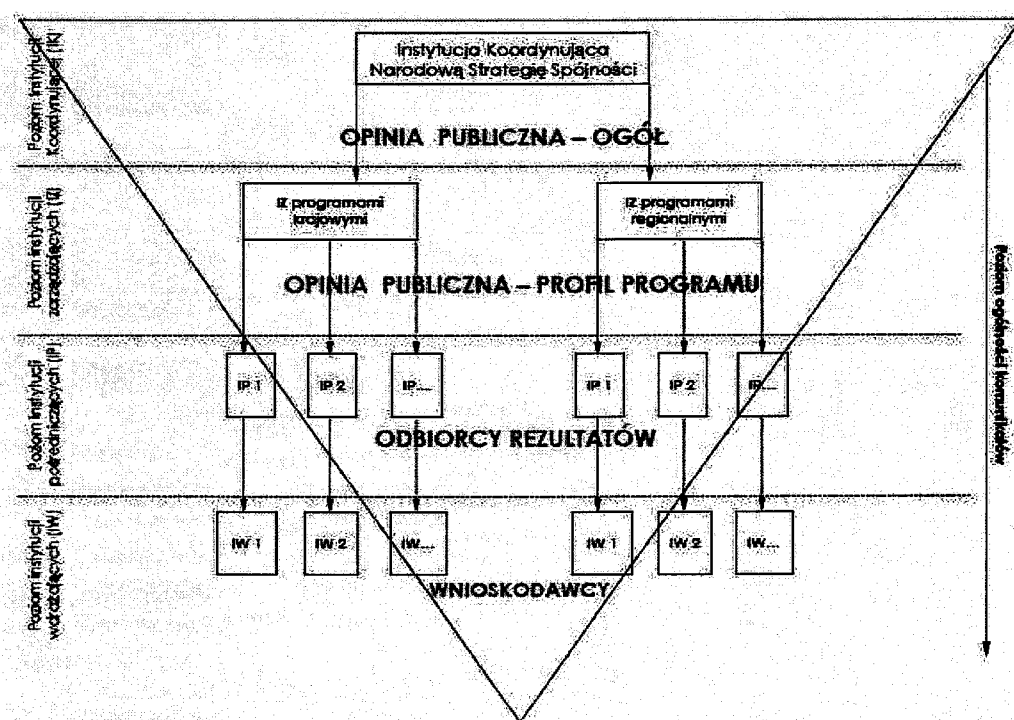 Poziom Instytucji
Koordynującej (IK)
Instytucja Koordynująca
Narodową Strategię Spójności
OPINIA PUBLICZNA – OGÓŁ
Poziom Instytucji
zarządzających (IZ)
IZ programami
krajowymi
IZ programami
regionalnymi
OPINIA PUBLICZNA – PROFIL PROGRAMU
Poziom Instytucji
pośredniczących (IP)
IP 1
IP 2
IP....
IP 1
IP 2
IP....
ODBIORCY REZULTATÓW
Poziom Instytucji
wdrażających (IW)
IW 1
IW 2
IW....
IW 1
IW 2
IW....
WNIOSKODAWCY
Poziom ogólności komunikatów